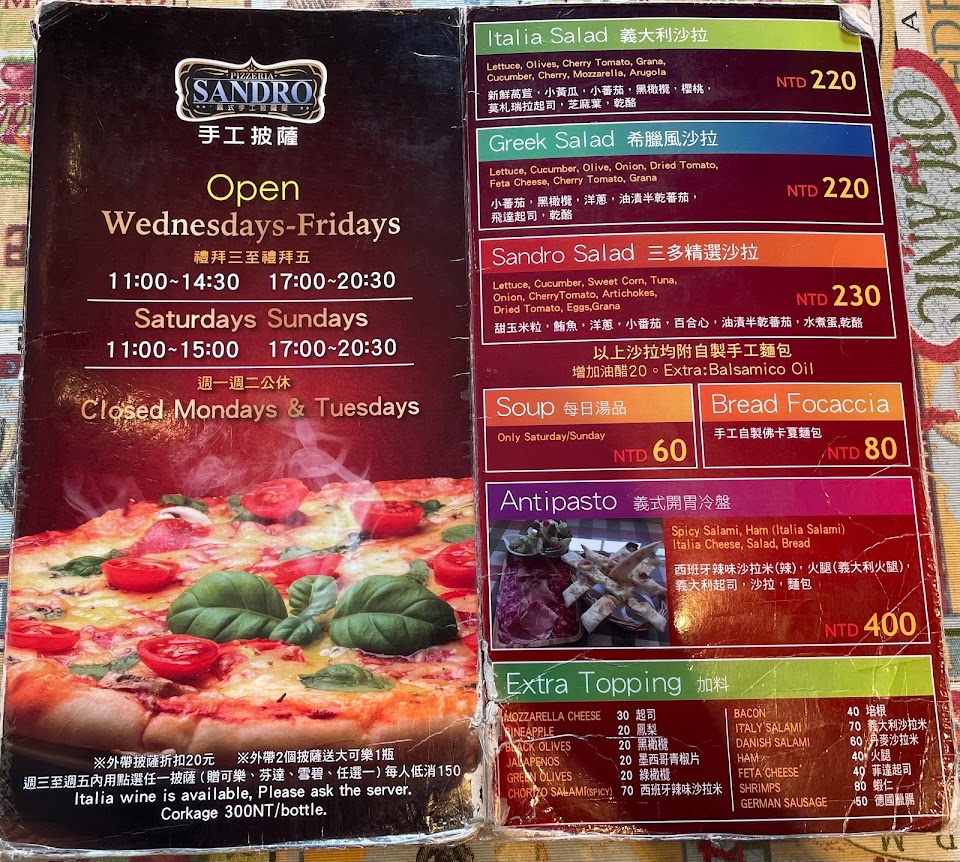 PIZZERIA
SANDRO
義式手工披薩屋
手工披薩
Open
Wednesdays-Fridays
禮拜三至禮拜五
11:00~14:30 17:00~20:30
Saturdays Sundays
11:00~15:00 17:00~20:30
週一週二公休
Closed Mondays & Tuesdays
※外帶披薩折扣20元 ※外帶2個披薩送大可樂1瓶
週三至週五內用點選任一披薩(贈可樂、芬達、雪碧、任選一)每人低消150
Italia wine is available, Please ask the server.
Corkage 300NT/bottle.
Italia Salad 義大利沙拉
Lettuce, Olives, Cherry Tomato, Grana,
Cucumber, Cherry, Mozzarella, Arugola
NTD 220
新鮮萵苣,小黃瓜,小蕃茄,黑橄欖,櫻桃,
莫札瑞拉起司,芝麻葉,乾酪
Greek Salad 希臘風沙拉
Lettuce, Cucumber, Olive, Onion, Dried Tomato,
Feta Cheese, Cherry Tomato, Grana
NTD 220
小蕃茄,黑橄欖,洋蔥,油漬半乾蕃茄,
飛達起司,乾酪
Sandro Salad 三多精選沙拉
Lettuce, Cucumber, Sweet Corn, Tuna,
Onion, CherryTomato, Artichokes,
Dried Tomato, Eggs,Grana
NTD 230
甜玉米粒,鮪魚,洋蔥,小番茄,百合心,油漬半乾蕃茄,水煮蛋,乾酪
以上沙拉均附自製手工麵包
增加油醋20。Extra:Balsamico Oil
Soup 每日湯品
Only Saturday/Sunday
NTD 60
Bread Focaccia
手工自製佛卡夏麵包
NTD 80
Antipasto 義式開胃冷盤
Spicy Salami, Ham (Italia Salami)
Italia Cheese, Salad, Bread
西班牙辣味沙拉米(辣),火腿(義大利火腿),
義大利起司,沙拉,麵包
NTD 400
Extra Topping 加料
MOZZARELLA CHEESE 30 起司
PINEAPPLE 20 鳳梨
BLACK OLIVES 20 黑橄欖
JALAPENOS 20 墨西哥青椒片
GREEN OLIVES 20 綠橄欖
CHORIZO SALAMI(SPICY) 70 西班牙辣味沙拉米
BACON 40 培根
ITALY SALAMI 70 義大利沙拉米
DANISH SALAMI 60 丹麥沙拉米
HAM 40 火腿
FETA CHEESE 40 菲達起司
SHRIMPS 80 蝦仁
GERMAN SAUSAGE 50 德國臘腸
ORIGANO